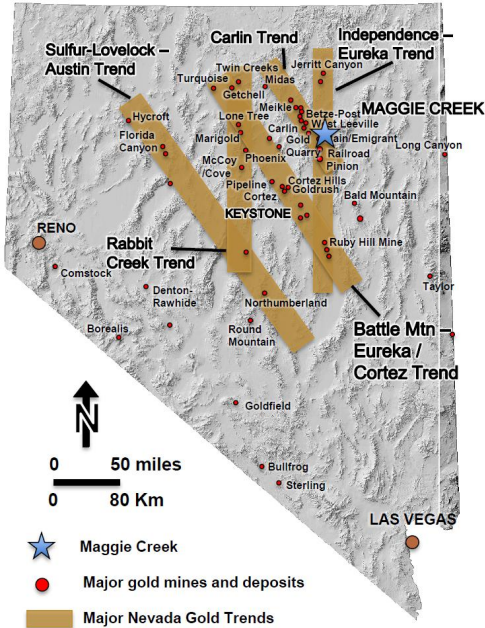 Sulfur-Lovelock –
Austin Trend
Carlin Trend
Independence –
Eureka Trend
Twin Creeks
Turquoise
Midas
Jerritt Canyon
Getchell
Meikle
Betze-Post
MAGGIE CREEK
Hycroft
Lone Tree
West Leeville
Carlin
Florida
Canyon
Marigold
Gold
Quarry
ain/Emigrant
Long Canyon
McCoy
/Cove
Phoenix
Railroad
Pinion
Pipeline
Cortez Hills
Goldrush
Cortez
Bald Mountain
KEYSTONE
RENO
Rabbit
Creek Trend
Ruby Hill Mine
Comstock
Denton-
Rawhide
Northumberland
Taylor
Borealis
Round
Mountain
Battle Mtn –
Eureka /
Cortez Trend
Goldfield
N
0 50 miles
0 80 Km
Bullfrog
Sterling
LAS VEGAS
Maggie Creek
Major gold mines and deposits
Major Nevada Gold Trends